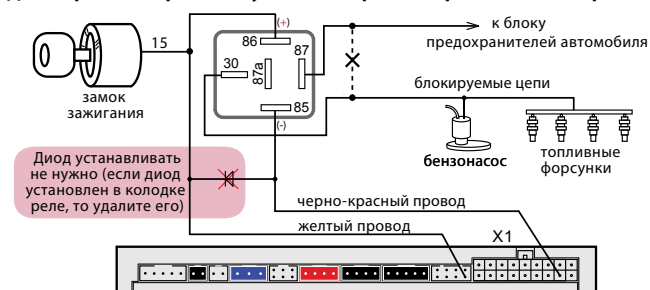 15
замок
зажигания
(+)
86
87
30
87а
85
(-)
к блоку
предохранителей автомобиля
блокируемые цепи
бензонасос
топливные
форсунки
Диод устанавливать
не нужно (если диод
установлен в колодке
реле, то удалите его)
черно-красный провод
желтый провод
X1